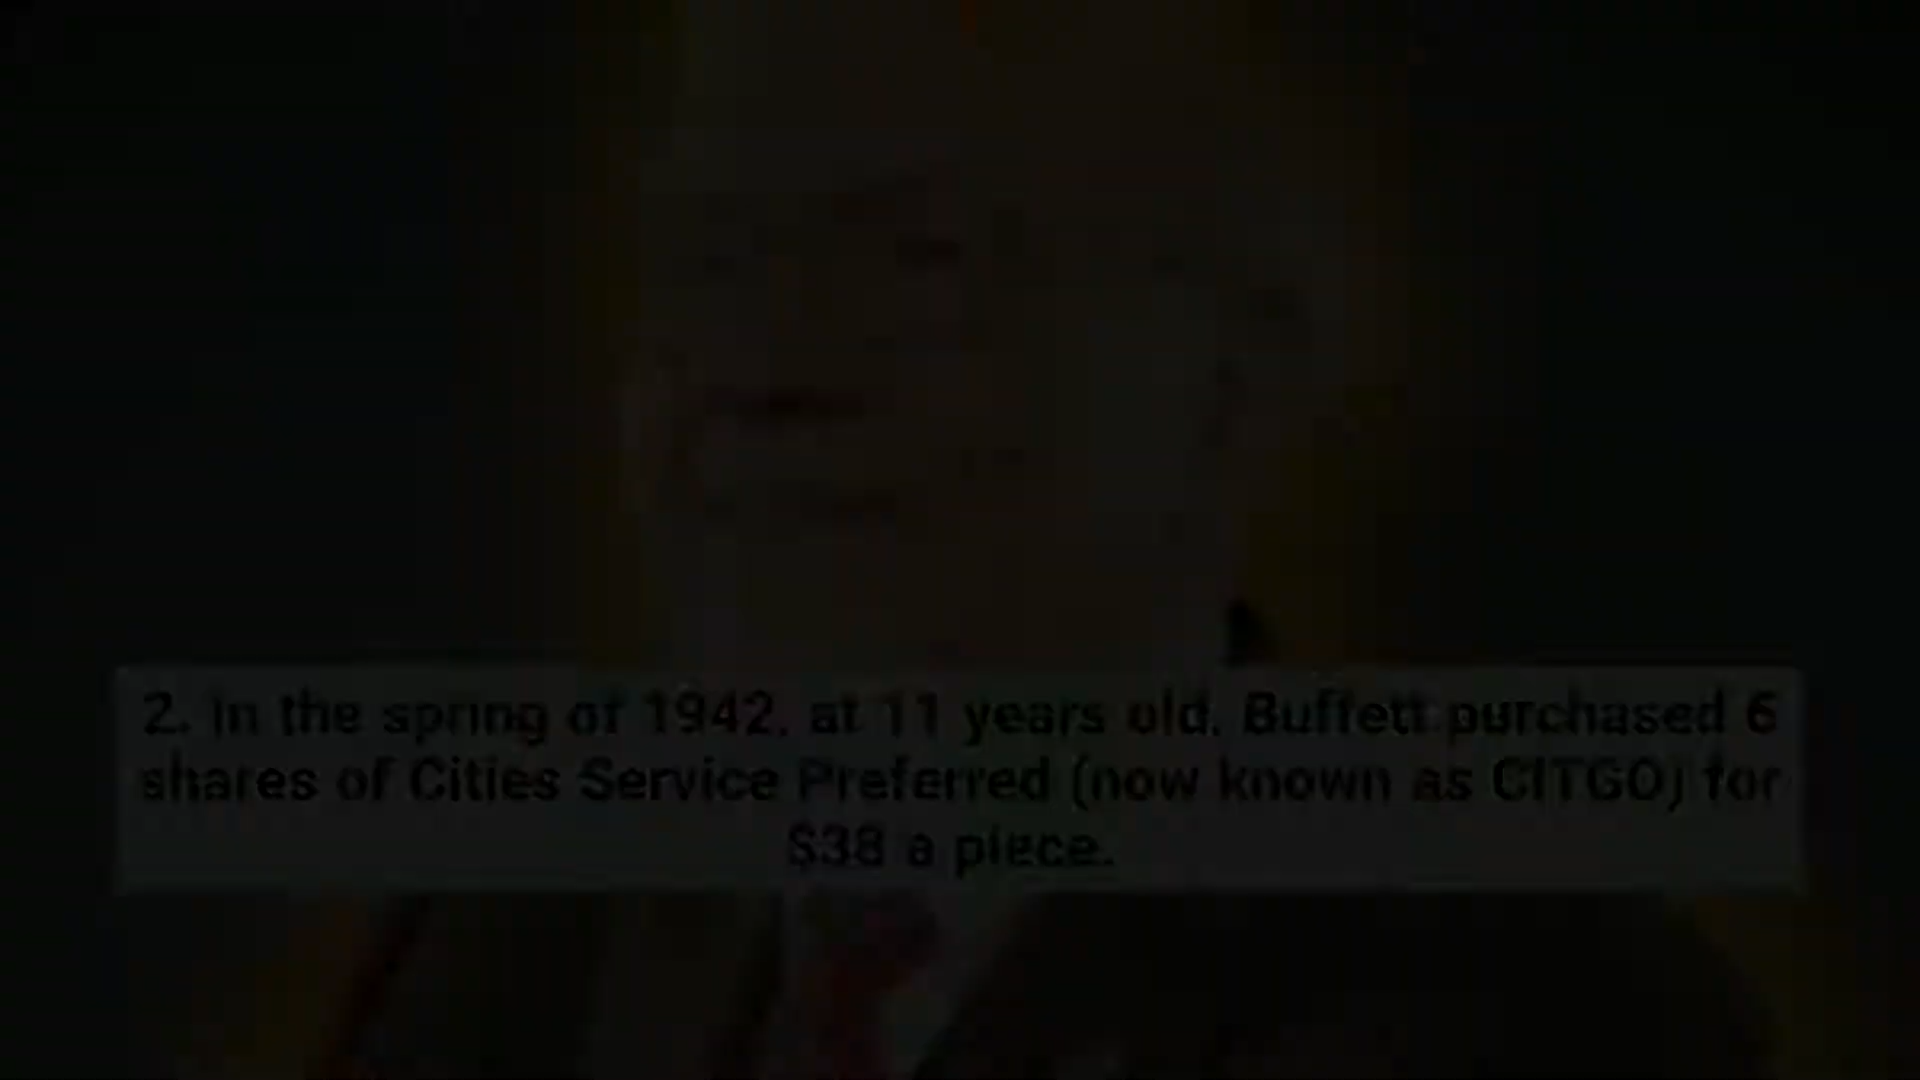 2. In the spring of 1942, at 11 years old, Buffett purchased 6
shares of Cities Service Preferred (now known as CITGO) for
$38 a piece.